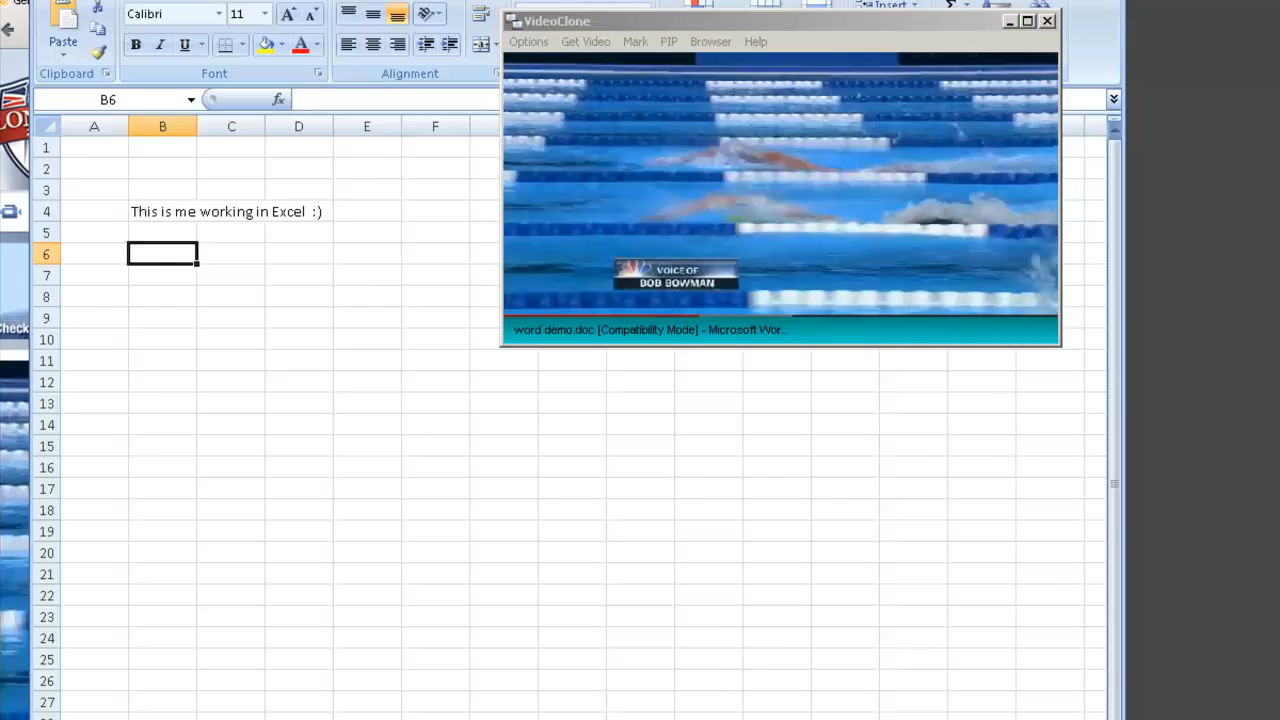 VideoClone
Insert
Σ
Calibri 11 A A
Paste
B I U A
Options Get Video Mark PIP Browser Help
Clipboard Font Alignment
LON
B6 fx
A B C D E F
1
2
3
4 This is me working in Excel :)
5
6
7
8
9
10
11
12
13
14
15
16
17
18
19
20
21
22
23
24
25
26
27
VOICE OF
BOB BOWMAN
word demo.doc [Compatibility Mode] - Microsoft Wor...
Check